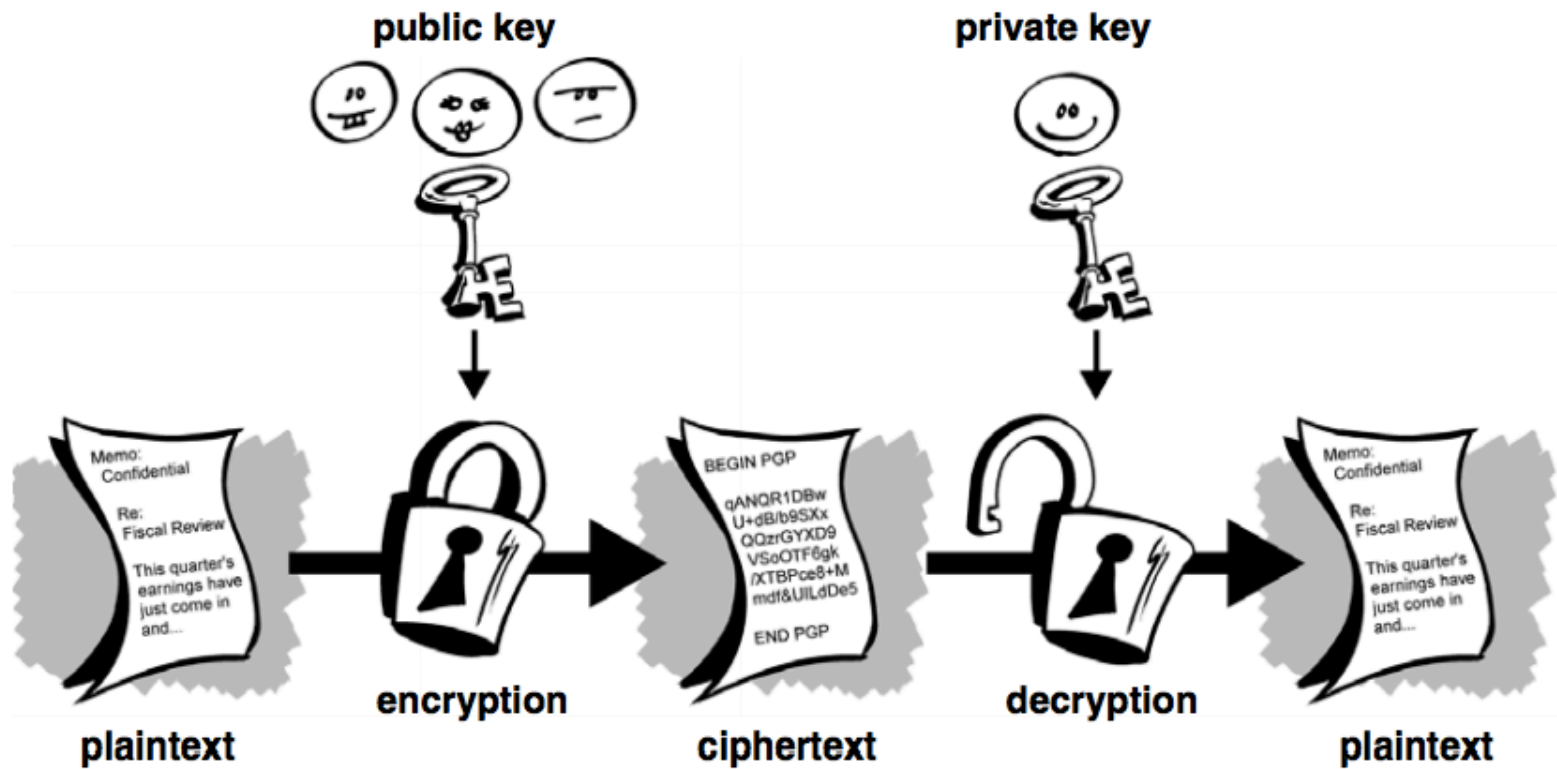 public key
private key
Memo:
Confidential
Re:
Fiscal Review
This quarter's
earnings have
just come in
and...
BEGIN PGP
qANQR1DBw
U+dB/b9SXx
QQzrGYXD9
VSoOTF6gk
/XTBPce8+M
mdf&UILdDe5
END PGP
Memo:
Confidential
Re:
Fiscal Review
This quarter's
earnings have
just come in
and...
encryption
decryption
plaintext
ciphertext
plaintext